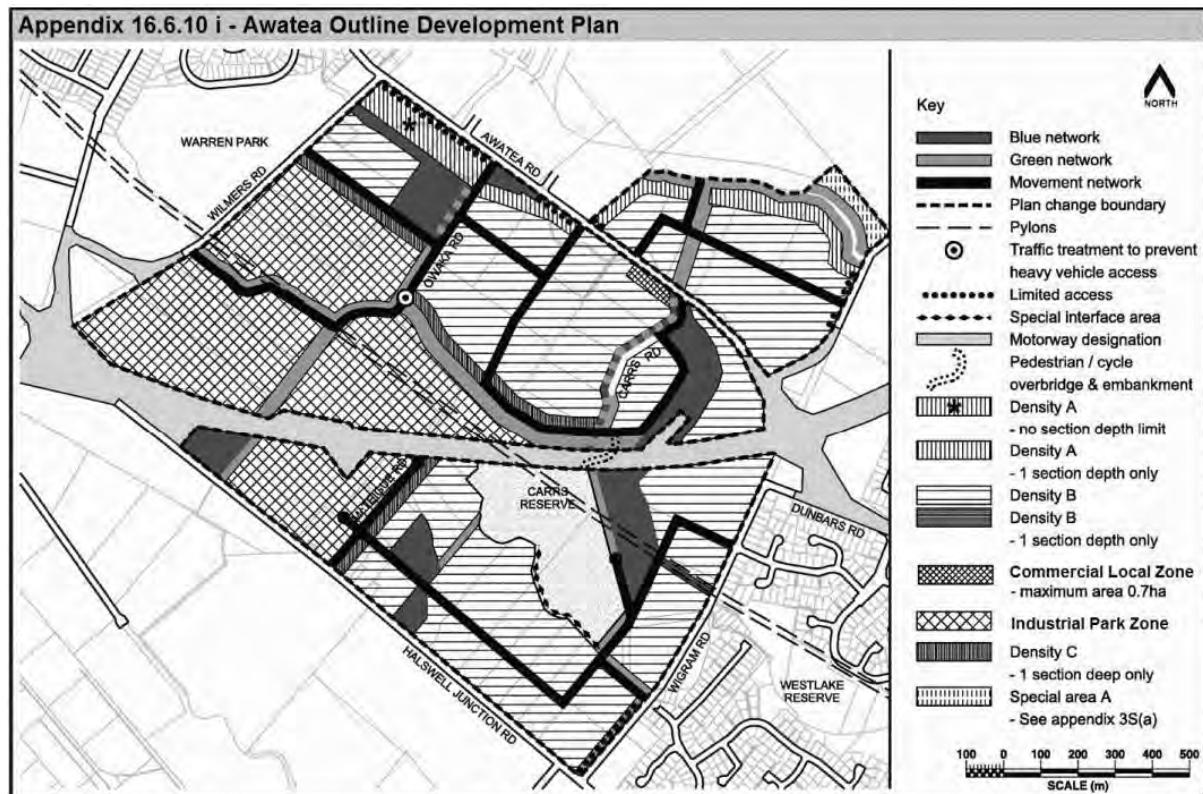 Appendix 16.6.10 i - Awatea Outline Development Plan
WARREN PARK
WILMERS RD
AWATEA RD
OWAKA RD
CARRS RD
CARRS
RESERVE
DUNBARS RD
HALSWELL JUNCTION RD
WIGRAM RD
WESTLAKE
RESERVE
NORTH
Key
Blue network
Green network
Movement network
Plan change boundary
Pylons
Traffic treatment to prevent
heavy vehicle access
Limited access
Special interface area
Motorway designation
Pedestrian / cycle
overbridge & embankment
Density A
- no section depth limit
Density A
- 1 section depth only
Density B
Density B
- 1 section depth only
Commercial Local Zone
- maximum area 0.7ha
Industrial Park Zone
Density C
- 1 section deep only
Special area A
- See appendix 3S(a)
100 0 100 200 300 400 500
SCALE (m)